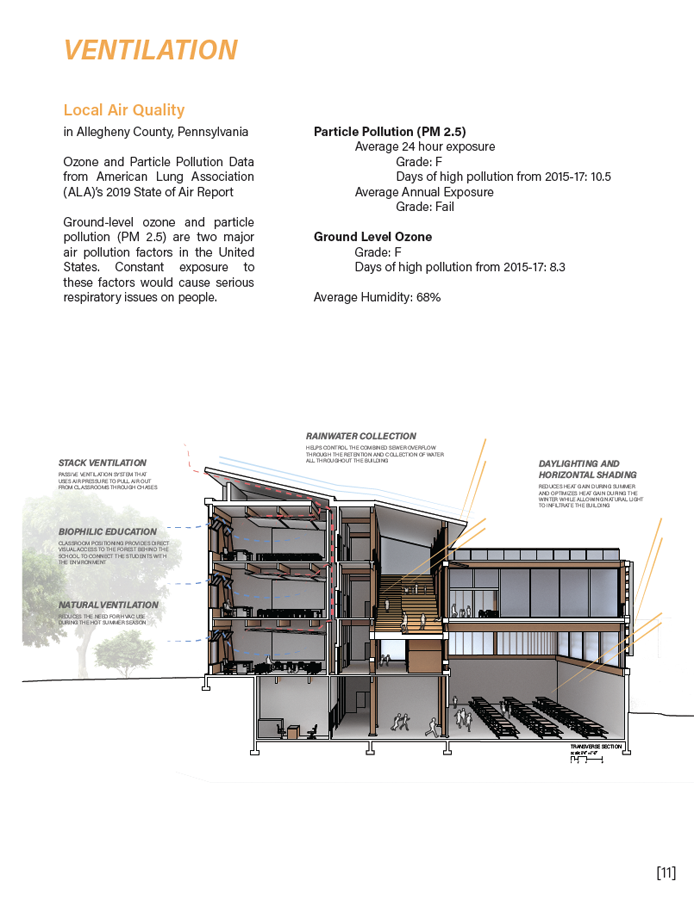 VENTILATION
Local Air Quality
in Allegheny County, Pennsylvania
Ozone and Particle Pollution Data
from American Lung Association
(ALA)'s 2019 State of Air Report
Ground-level ozone and particle
pollution (PM 2.5) are two major
air pollution factors in the United
States. Constant exposure to
these factors would cause serious
respiratory issues on people.
Particle Pollution (PM 2.5)
Average 24 hour exposure
Grade: F
Days of high pollution from 2015-17: 10.5
Average Annual Exposure
Grade: Fail
Ground Level Ozone
Grade: F
Days of high pollution from 2015-17: 8.3
Average Humidity: 68%
RAINWATER COLLECTION
HELPS CONTROL THE COMBINED SEWER OVERFLOW
THROUGH THE RETENTION AND COLLECTION OF WATER
ALL THROUGHOUT THE BUILDING
STACK VENTILATION
PASSIVE VENTILATION SYSTEM THAT
USES AIR PRESSURE TO PULL AIR OUT
FROM CLASSROOMS THROUGH CHASES
DAYLIGHTING AND
HORIZONTAL SHADING
REDUCES HEAT GAIN DURING SUMMER
AND OPTIMIZES HEAT GAIN DURING THE
WINTER WHILE ALLOWING NATURAL LIGHT
TO INFILTRATE THE BUILDING
BIOPHILIC EDUCATION
CLASSROOM POSITIONING PROVIDES DIRECT
VISUAL ACCESS TO THE FOREST BEHIND THE
SCHOOL TO CONNECT THE STUDENTS WITH
THE ENVIRONMENT
NATURAL VENTILATION
REDUCES THE NEED FOR HVAC USE
DURING THE HOT SUMMER SEASON
TRANSVERSE SECTION
[11]